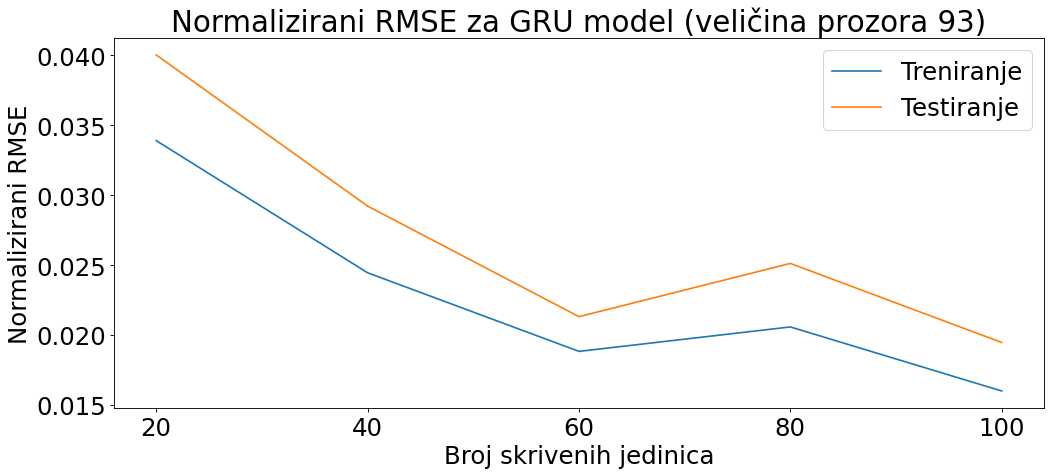 Normalizirani RMSE za GRU model (veličina prozora 93)
Treniranje
Testiranje
Normalizirani RMSE
0.040
0.035
0.030
0.025
0.020
0.015
20 40 60 80 100
Broj skrivenih jedinica